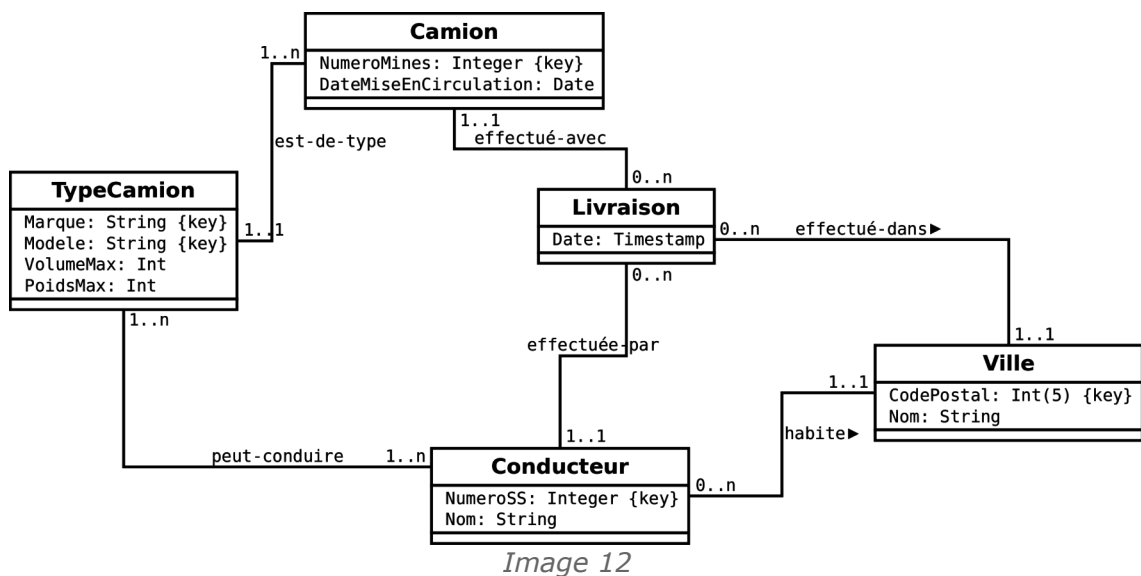 Camion
NumeroMines: Integer {key}
DateMiseEnCirculation: Date
1..n
1..1
effectué-avec
est-de-type
TypeCamion
Marque: String {key}
Modele: String {key}
VolumeMax: Int
PoidsMax: Int
1..1
0..n
Livraison
Date: Timestamp
0..n
effectué-dans►
0..n
1..n
effectuée-par
1..1
Ville
CodePostal: Int(5) {key}
Nom: String
1..1
habite►
1..1
peut-conduire
1..n
Conducteur
NumeroSS: Integer {key}
Nom: String
0..n
Image 12